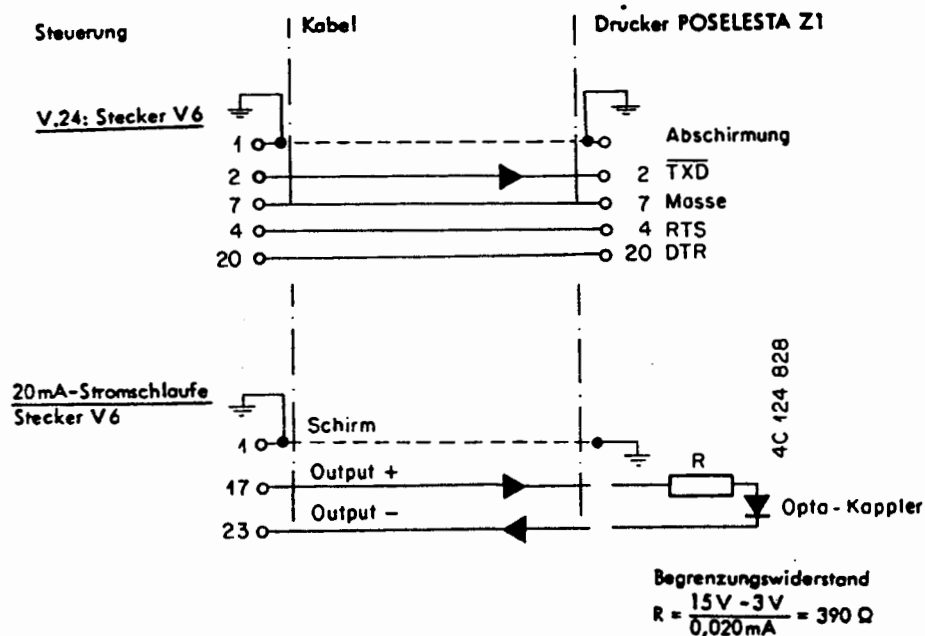 Steuerung
Kabel
Drucker POSELESTA Z1
V.24: Stecker V6
1
Abschirmung
2
2 TXD
7
7 Masse
4
4 RTS
20
20 DTR
4C 124 828
20mA-Stromschlaufe
Stecker V6
1
Schirm
17
Output +
R
Opta-Kappler
23
Output -
Begrenzungswiderstand
R = 15V - 3V / 0,020mA = 390 Ω